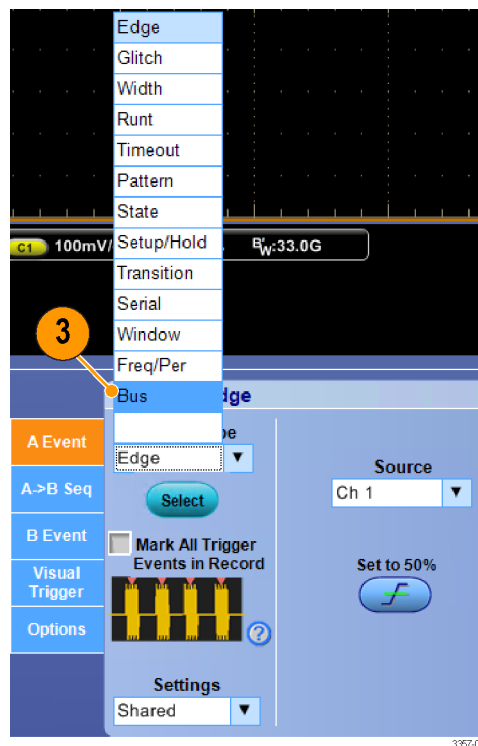 Edge
Glitch
Width
Runt
Timeout
Pattern
State
C1 100mV/ Setup/Hold BW:33.0G
Transition
Serial
Window
3
Freq/Per
Bus
A Event
Edge
Source
A->B Seq
Select
Ch 1
B Event
Mark All Trigger
Events in Record
Set to 50%
Visual
Trigger
Options
?
Settings
Shared